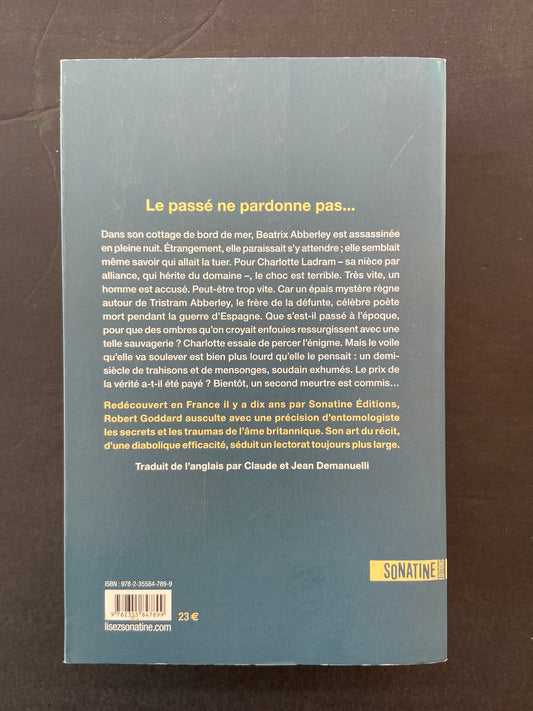 Le passé ne pardonne pas...
Dans son cottage de bord de mer, Beatrix Abberley est assassinée
en pleine nuit. Étrangement, elle paraissait s'y attendre ; elle semblait
même savoir qui allait la tuer. Pour Charlotte Ladram – sa nièce par
alliance, qui hérite du domaine –, le choc est terrible. Très vite, un
homme est accusé. Peut-être trop vite. Car un épais mystère règne
autour de Tristram Abberley, le frère de la défunte, célèbre poète
mort pendant la guerre d'Espagne. Que s'est-il passé à l'époque,
pour que des ombres qu'on croyait enfouies ressurgissent avec une
telle sauvagerie ? Charlotte essaie de percer l'énigme. Mais le voile
qu'elle va soulever est bien plus lourd qu'elle le pensait : un demi-
siècle de trahisons et de mensonges, soudain exhumés. Le prix de
la vérité a-t-il été payé ? Bientôt, un second meurtre est commis...
Redécouvert en France il y a dix ans par Sonatine Éditions,
Robert Goddard ausculte avec une précision d'entomologiste
les secrets et les traumas de l'âme britannique. Son art du récit,
d'une diabolique efficacité, séduit un lectorat toujours plus large.
Traduit de l'anglais par Claude et Jean Demanuelli
SONATINE
ÉDITIONS
ISBN : 978-2-35584-789-9
9 782355 847899
23 €
lisezsonatine.com